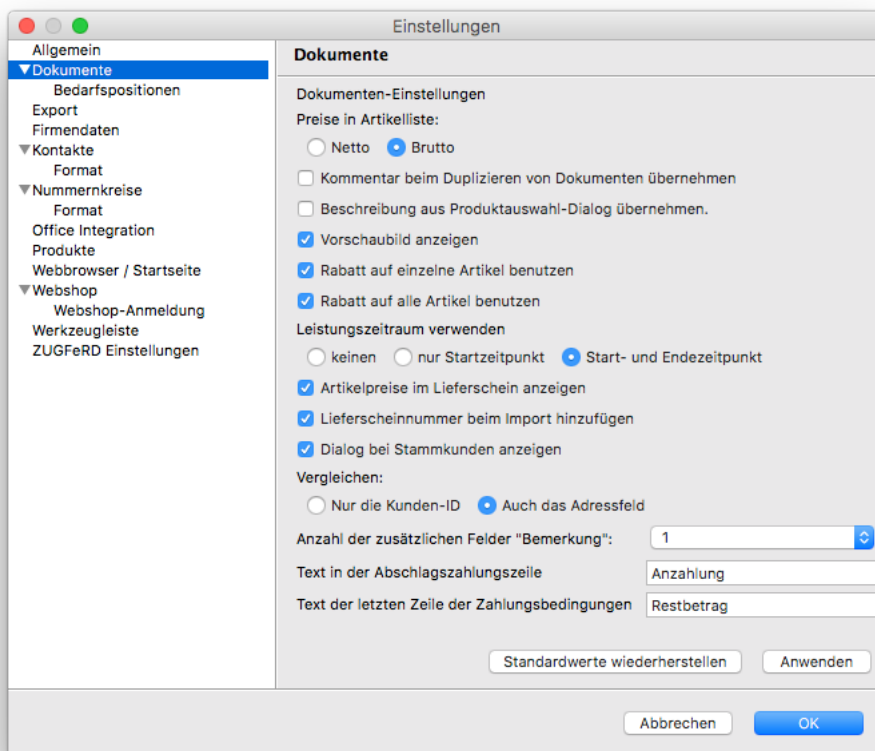 Einstellungen
Allgemein
Dokumente
Bedarfspositionen
Export
Firmendaten
Kontakte
Format
Nummernkreise
Format
Office Integration
Produkte
Webbrowser / Startseite
Webshop
Webshop-Anmeldung
Werkzeugleiste
ZUGFeRD Einstellungen
Dokumente
Dokumenten-Einstellungen
Preise in Artikelliste:
Netto Brutto
Kommentar beim Duplizieren von Dokumenten übernehmen
Beschreibung aus Produktauswahl-Dialog übernehmen.
Vorschaubild anzeigen
Rabatt auf einzelne Artikel benutzen
Rabatt auf alle Artikel benutzen
Leistungszeitraum verwenden
keinen nur Startzeitpunkt Start- und Endezeitpunkt
Artikelpreise im Lieferschein anzeigen
Lieferscheinnummer beim Import hinzufügen
Dialog bei Stammkunden anzeigen
Vergleichen:
Nur die Kunden-ID Auch das Adressfeld
Anzahl der zusätzlichen Felder "Bemerkung": 1
Text in der Abschlagszahlungszeile Anzahlung
Text der letzten Zeile der Zahlungsbedingungen Restbetrag
Standardwerte wiederherstellen Anwenden
Abbrechen OK